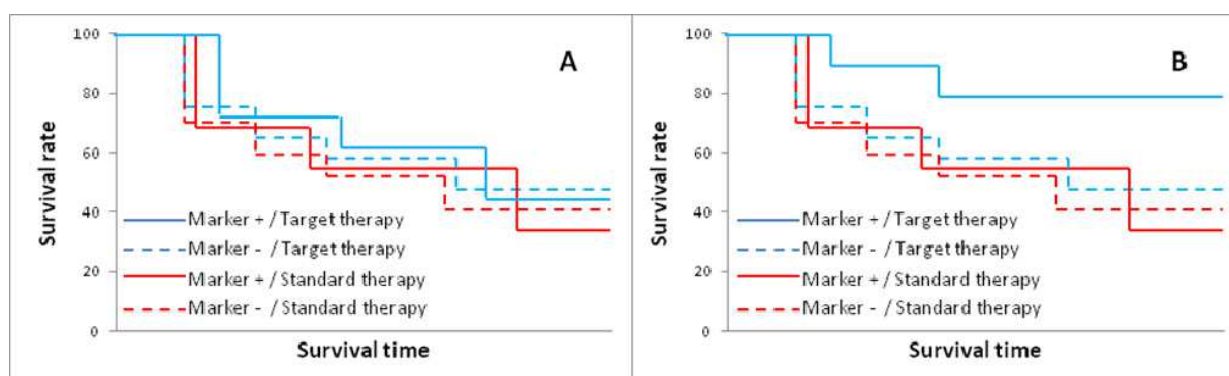 A
Survival rate
100
80
60
40
20
0
Marker + / Target therapy
Marker - / Target therapy
Marker + / Standard therapy
Marker - / Standard therapy
Survival time
B
Survival rate
100
80
60
40
20
0
Marker + / Target therapy
Marker - / Target therapy
Marker + / Standard therapy
Marker - / Standard therapy
Survival time